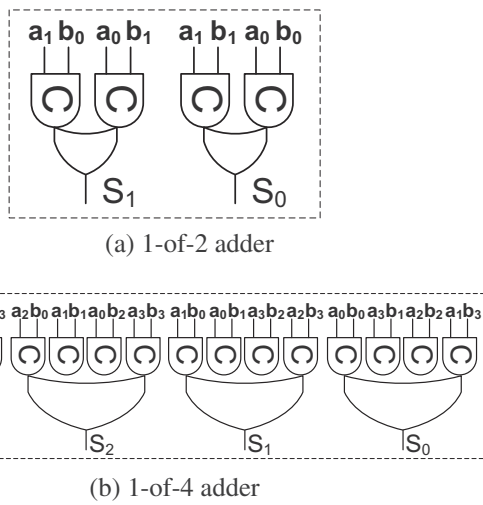 a₁ b₀ a₀ b₁ a₁ b₁ a₀ b₀
C C C C
S₁ S₀
(a) 1-of-2 adder
₃ a₂b₀ a₁b₁ a₀b₂ a₃b₃ a₁b₀ a₀b₁ a₃b₂ a₂b₃ a₀b₀ a₃b₁ a₂b₂ a₁b₃
C C C C C C C C C C C C
S₂ S₁ S₀
(b) 1-of-4 adder